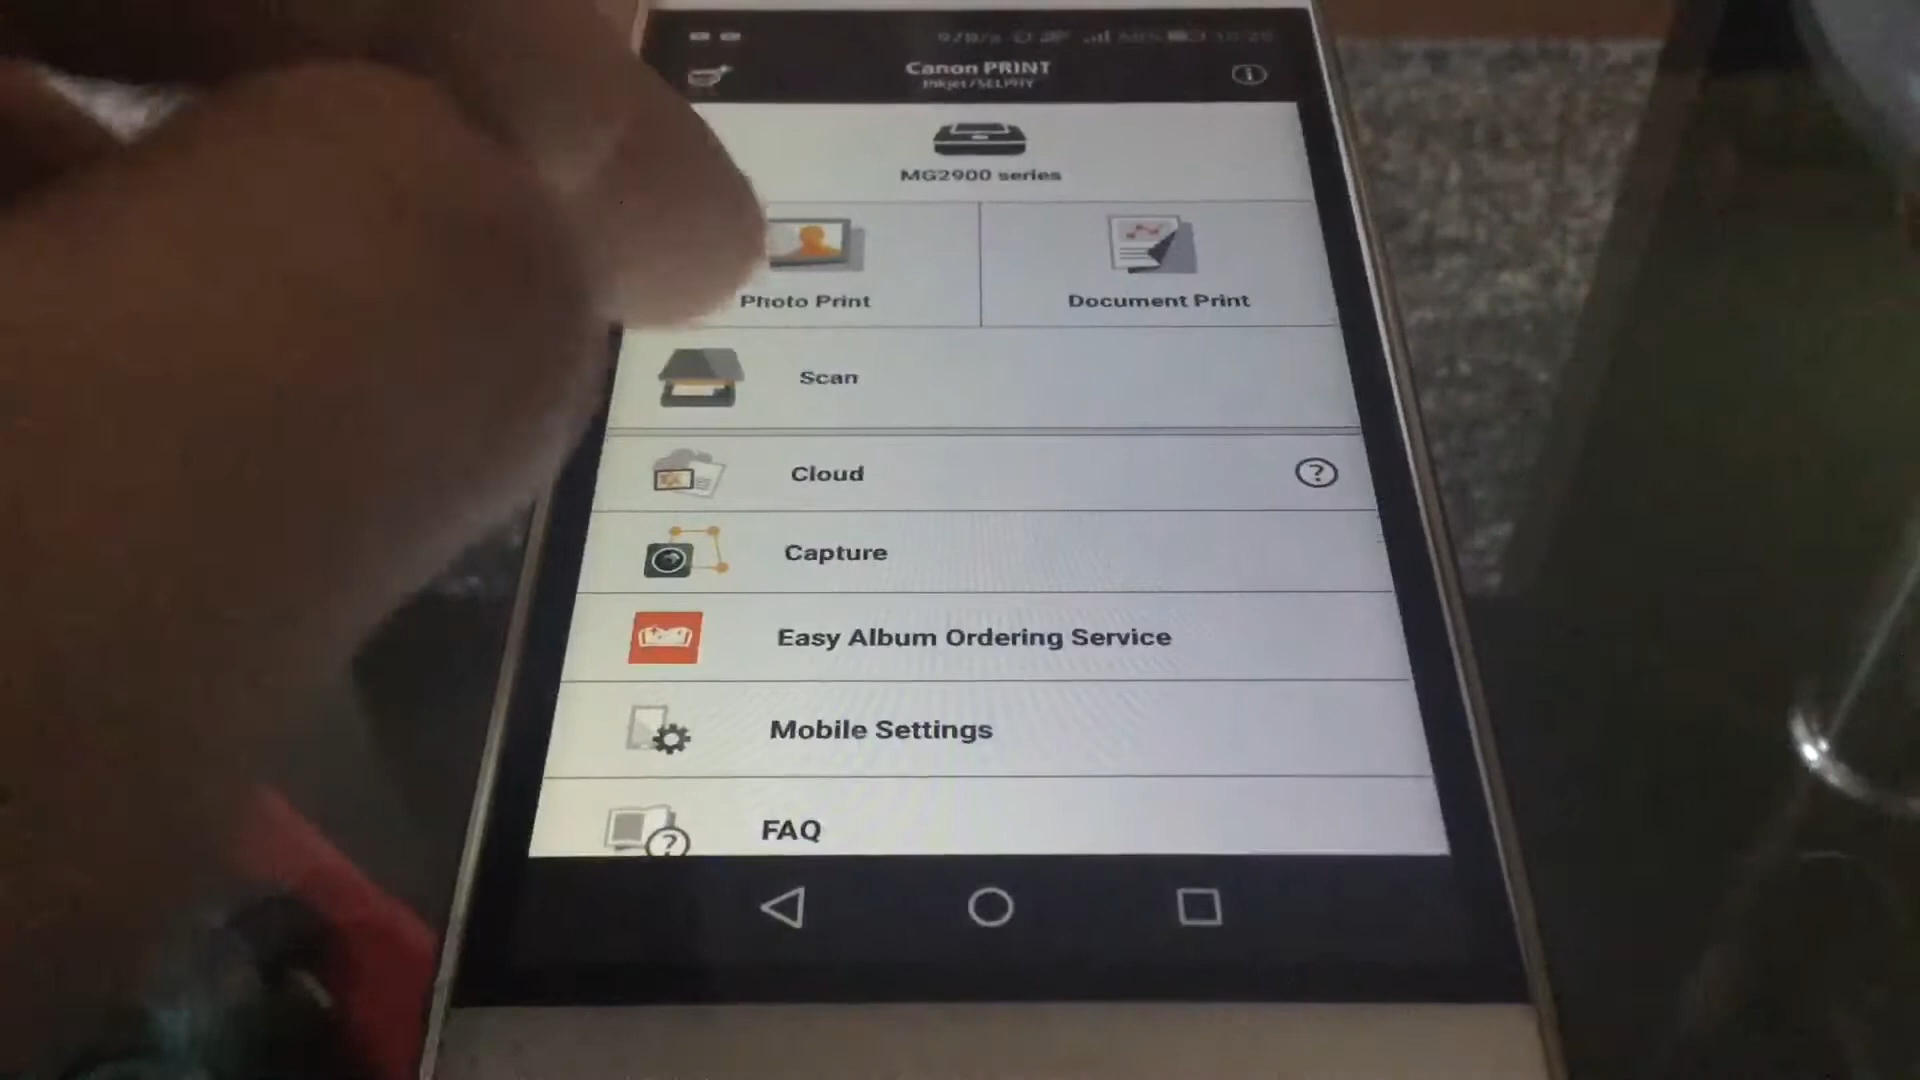 Canon PRINT
Inkjet/SELPHY
MG2900 series
Photo Print
Document Print
Scan
Cloud
?
Capture
Easy Album Ordering Service
Mobile Settings
FAQ
?